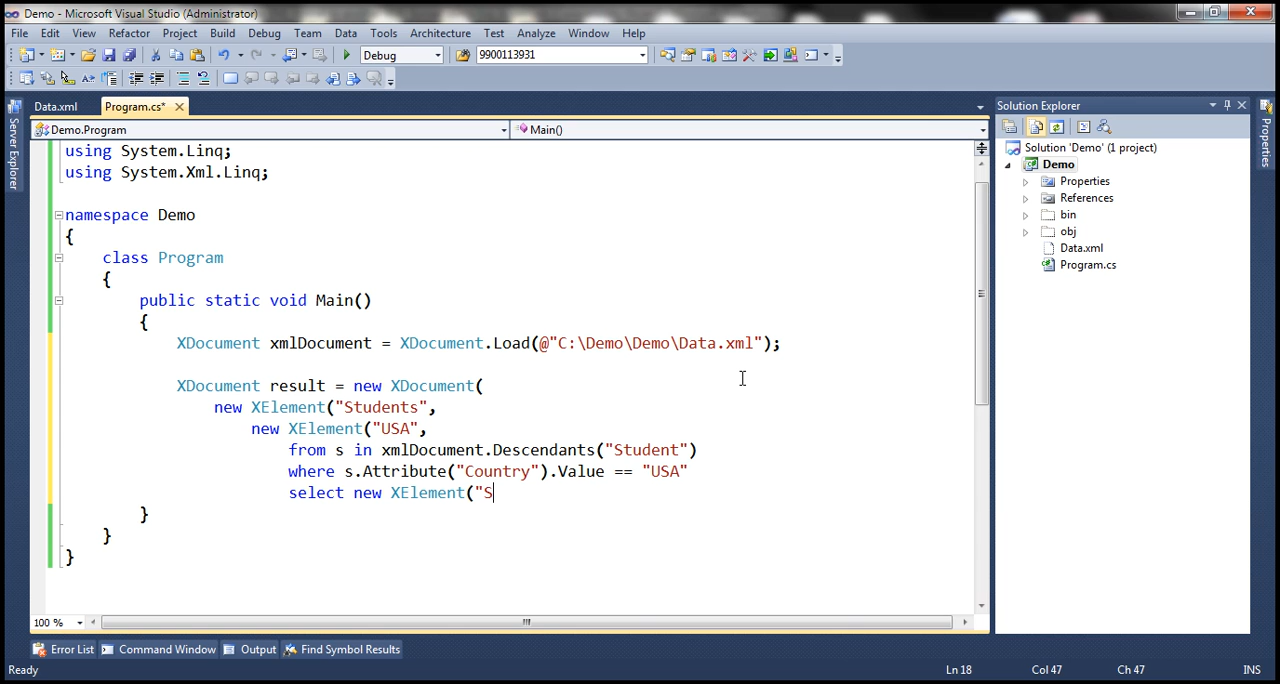 Demo - Microsoft Visual Studio (Administrator)
File Edit View Refactor Project Build Debug Team Data Tools Architecture Test Analyze Window Help
Debug 9900113931
Data.xml Program.cs*
Demo.Program Main()
using System.Linq;
using System.Xml.Linq;
namespace Demo
{
class Program
{
public static void Main()
{
XDocument xmlDocument = XDocument.Load(@"C:\Demo\Demo\Data.xml");
XDocument result = new XDocument(
new XElement("Students",
new XElement("USA",
from s in xmlDocument.Descendants("Student")
where s.Attribute("Country").Value == "USA"
select new XElement("S
}
}
}
100 %
Server Explorer
Solution Explorer
Solution 'Demo' (1 project)
Demo
Properties
References
bin
obj
Data.xml
Program.cs
Properties
Error List Command Window Output Find Symbol Results
Ready Ln 18 Col 47 Ch 47 INS